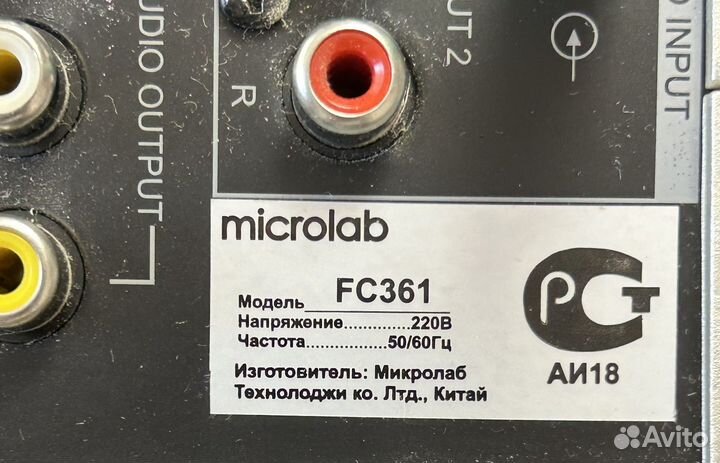 AUDIO OUTPUT
R
UT 2
O INPUT
microlab
Модель FC361
Напряжение..............220В
Частота.................50/60Гц
Изготовитель: Микролаб
Технолоджи ко. Лтд., Китай
РСТ
АИ18
Avito